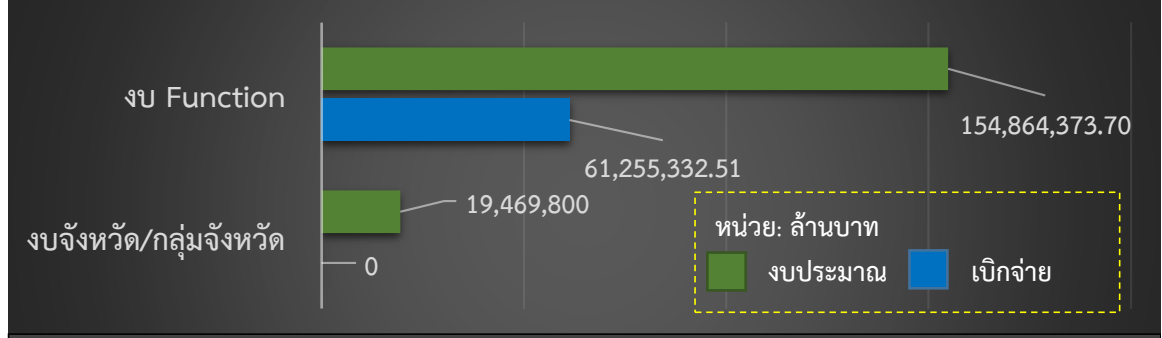 งบ Function
154,864,373.70
61,255,332.51
งบจังหวัด/กลุ่มจังหวัด
19,469,800
0
หน่วย: ล้านบาท
งบประมาณ
เบิกจ่าย